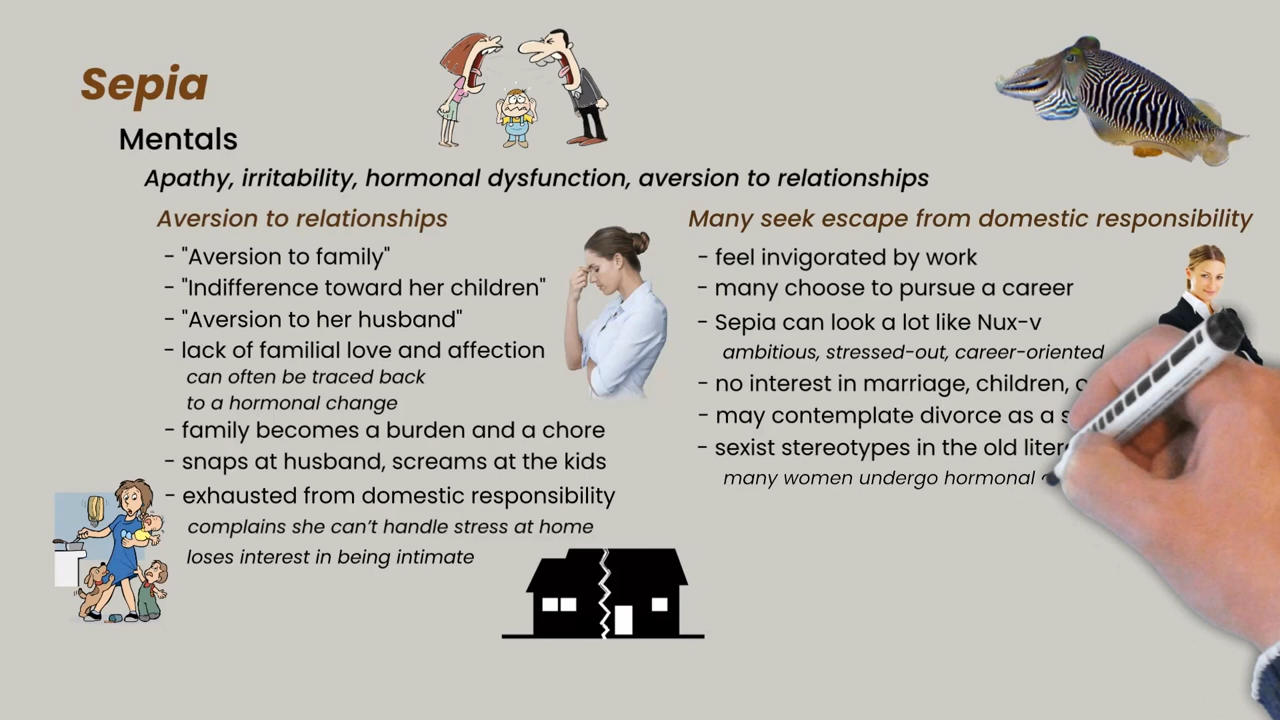 Sepia
Mentals
Apathy, irritability, hormonal dysfunction, aversion to relationships
Aversion to relationships
- "Aversion to family"
- "Indifference toward her children"
- "Aversion to her husband"
- lack of familial love and affection
can often be traced back
to a hormonal change
- family becomes a burden and a chore
- snaps at husband, screams at the kids
- exhausted from domestic responsibility
complains she can't handle stress at home
loses interest in being intimate
Many seek escape from domestic responsibility
- feel invigorated by work
- many choose to pursue a career
- Sepia can look a lot like Nux-v
ambitious, stressed-out, career-oriented
- no interest in marriage, children,
- may contemplate divorce as a
- sexist stereotypes in the old
many women undergo hormonal